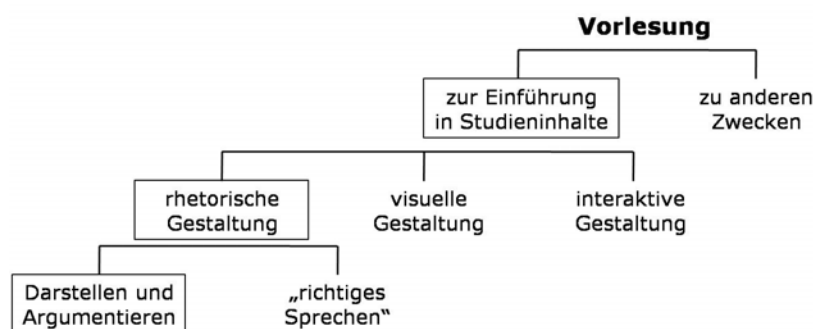 Vorlesung
zur Einführung
in Studieninhalte
zu anderen
Zwecken
rhetorische
Gestaltung
visuelle
Gestaltung
interaktive
Gestaltung
Darstellen und
Argumentieren
„richtiges
Sprechen“